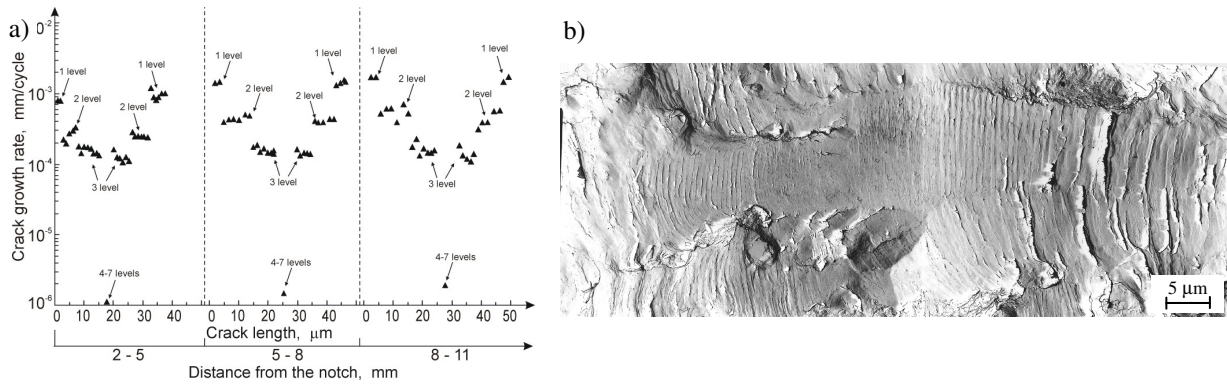 a)
b)
10-2
10-3
10-4
10-5
10-6
Crack growth rate, mm/cycle
1 level
2 level
3 level
2 level
1 level
4-7 levels
1 level
2 level
3 level
2 level
1 level
4-7 levels
1 level
2 level
3 level
2 level
1 level
4-7 levels
0 10 20 30 40
0 10 20 30 40
0 10 20 30 40 50
Crack length, μm
2 - 5
5 - 8
8 - 11
Distance from the notch, mm
5 μm